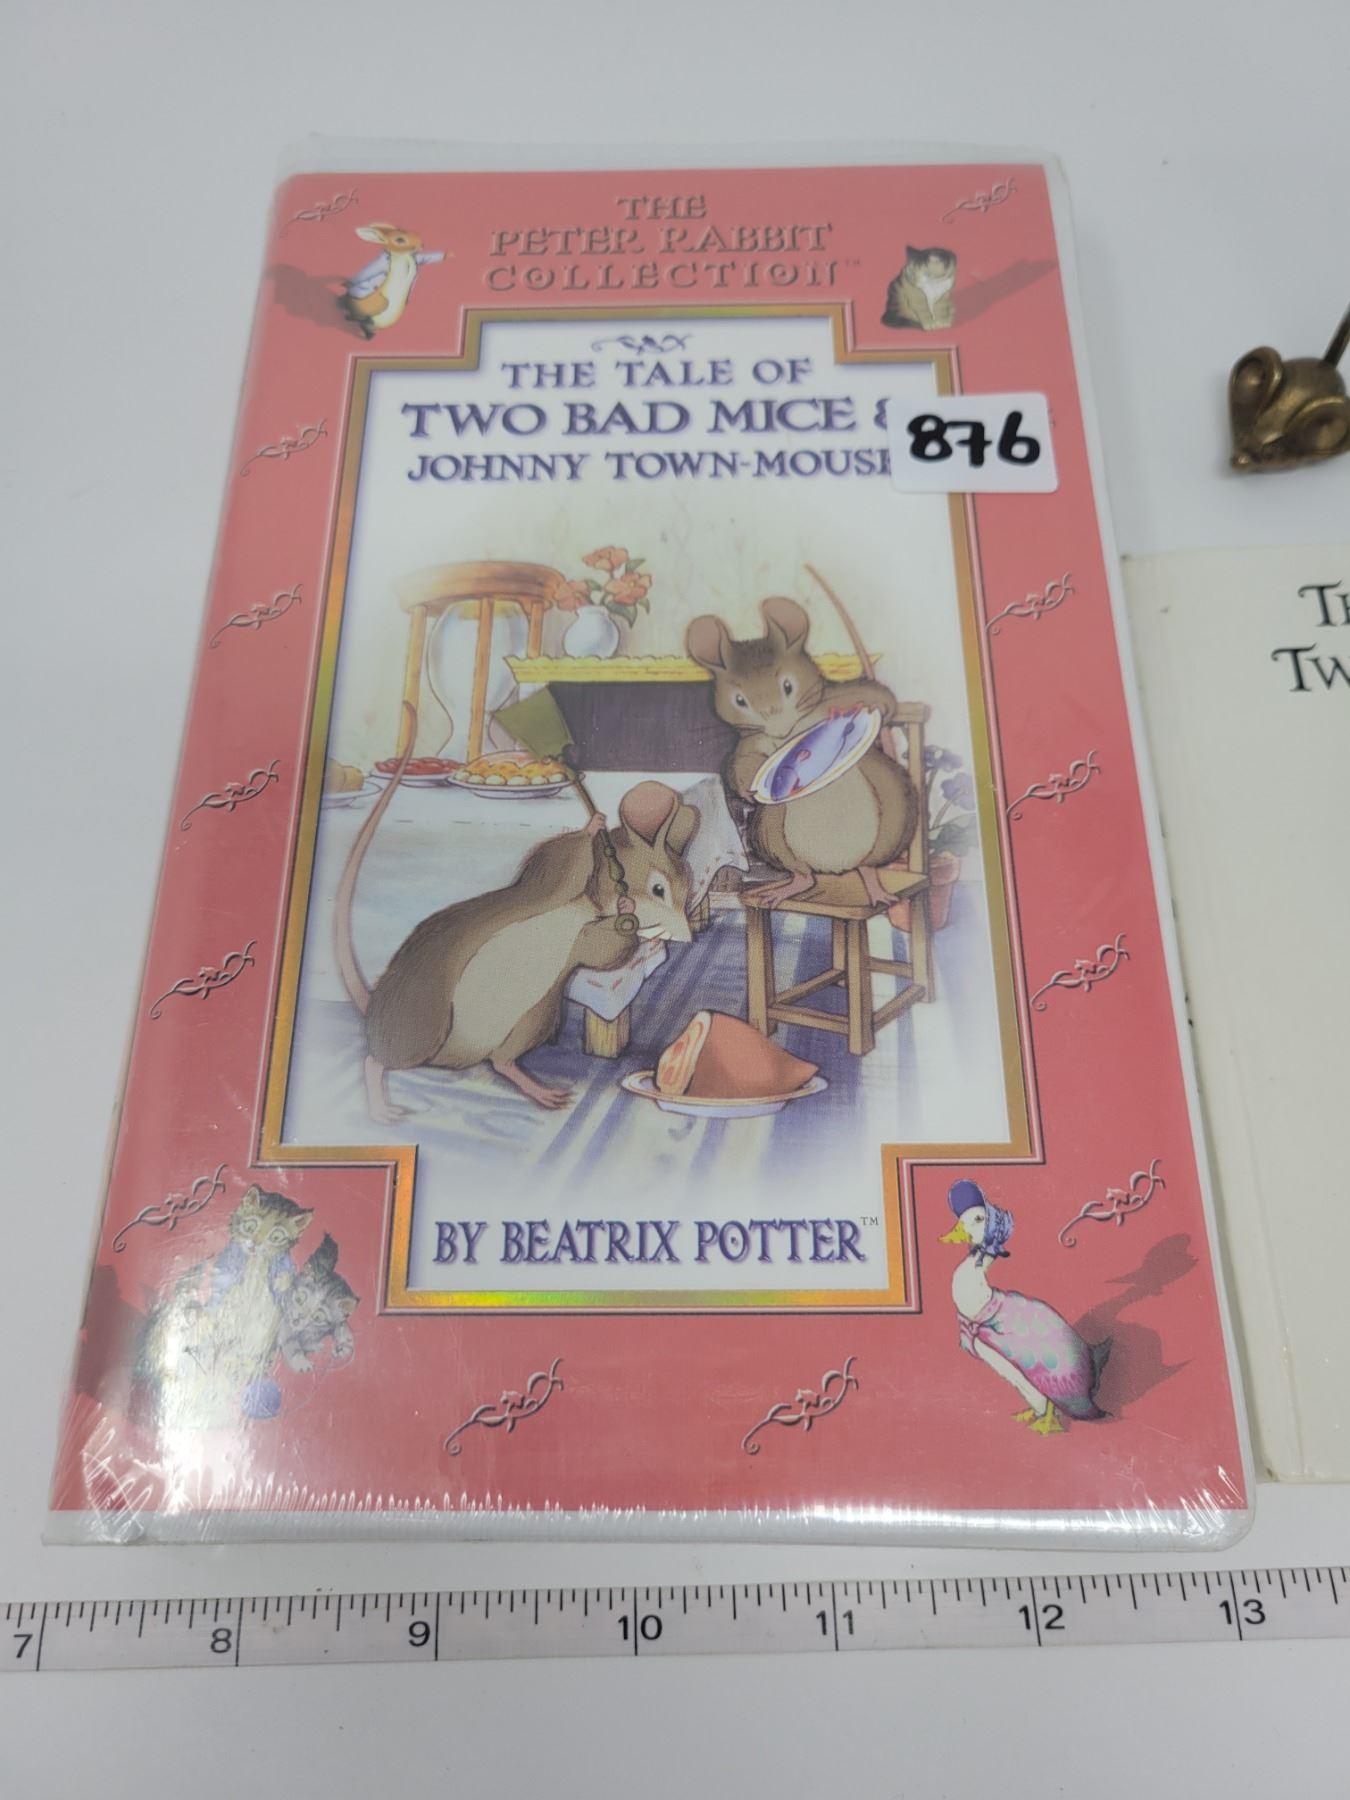 THE
PETER RABBIT
COLLECTION™
THE TALE OF
TWO BAD MICE &
JOHNNY TOWN-MOUSE
876
BY BEATRIX POTTER™
7 8 9 10 11 12 13